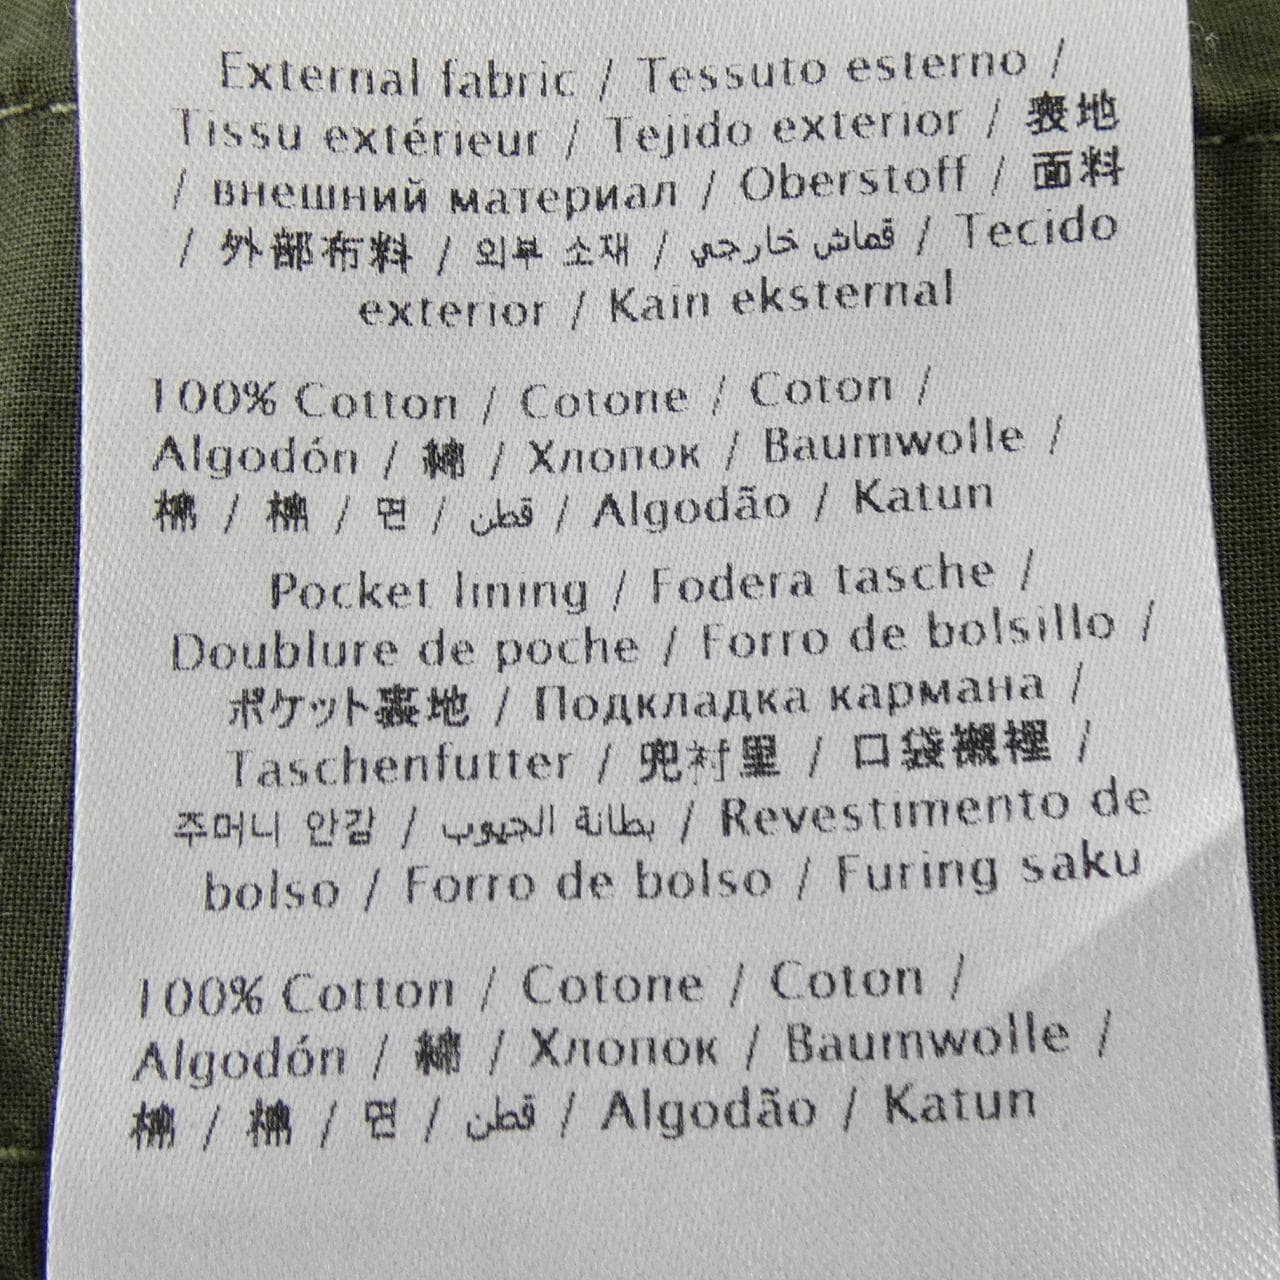 External fabric / Tessuto esterno /
Tissu extérieur / Tejido exterior / 表地
/ внешний материал / Oberstoff / 面料
/ 外部布料 / 외부 소재 / قماش خارجي / Tecido
exterior / Kain eksternal
100% Cotton / Cotone / Coton /
Algodón / 綿 / Хлопок / Baumwolle /
棉 / 棉 / 면 / قطن / Algodão / Katun
Pocket lining / Fodera tasche /
Doublure de poche / Forro de bolsillo /
ポケット裏地 / Подкладка кармана /
Taschenfutter / 兜衬里 / 口袋襯裡 /
주머니 안감 / بطانة الجيوب / Revestimento de
bolso / Forro de bolso / Furing saku
100% Cotton / Cotone / Coton /
Algodón / 綿 / Хлопок / Baumwolle /
棉 / 棉 / 면 / قطن / Algodão / Katun